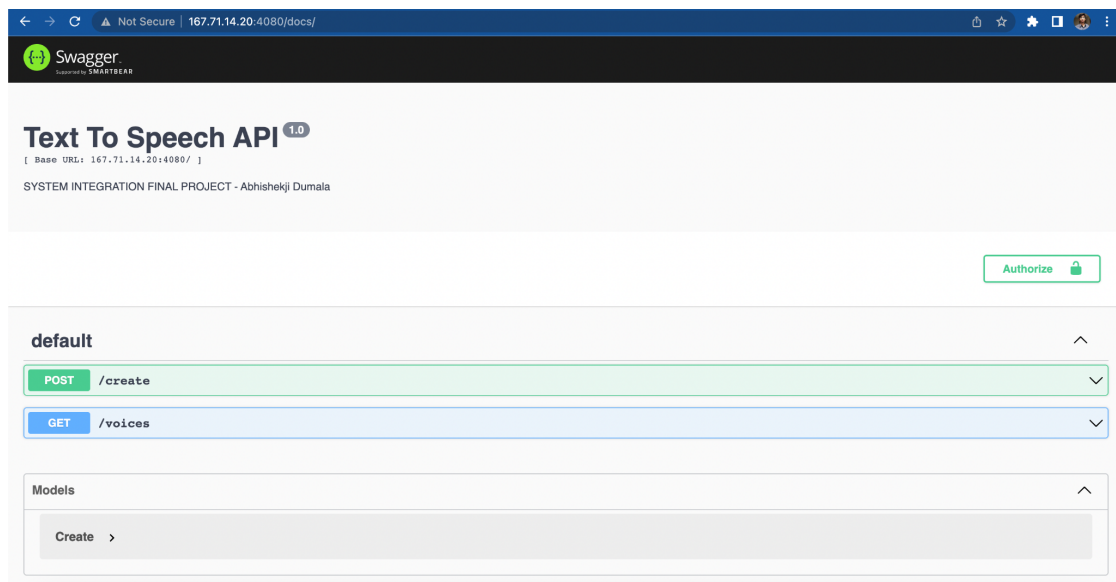 Not Secure | 167.71.14.20:4080/docs/
{··} Swagger.
Supported by SMARTBEAR
Text To Speech API 1.0
[ Base URL: 167.71.14.20:4080/ ]
SYSTEM INTEGRATION FINAL PROJECT - Abhishekji Dumala
Authorize
default
POST /create
GET /voices
Models
Create >